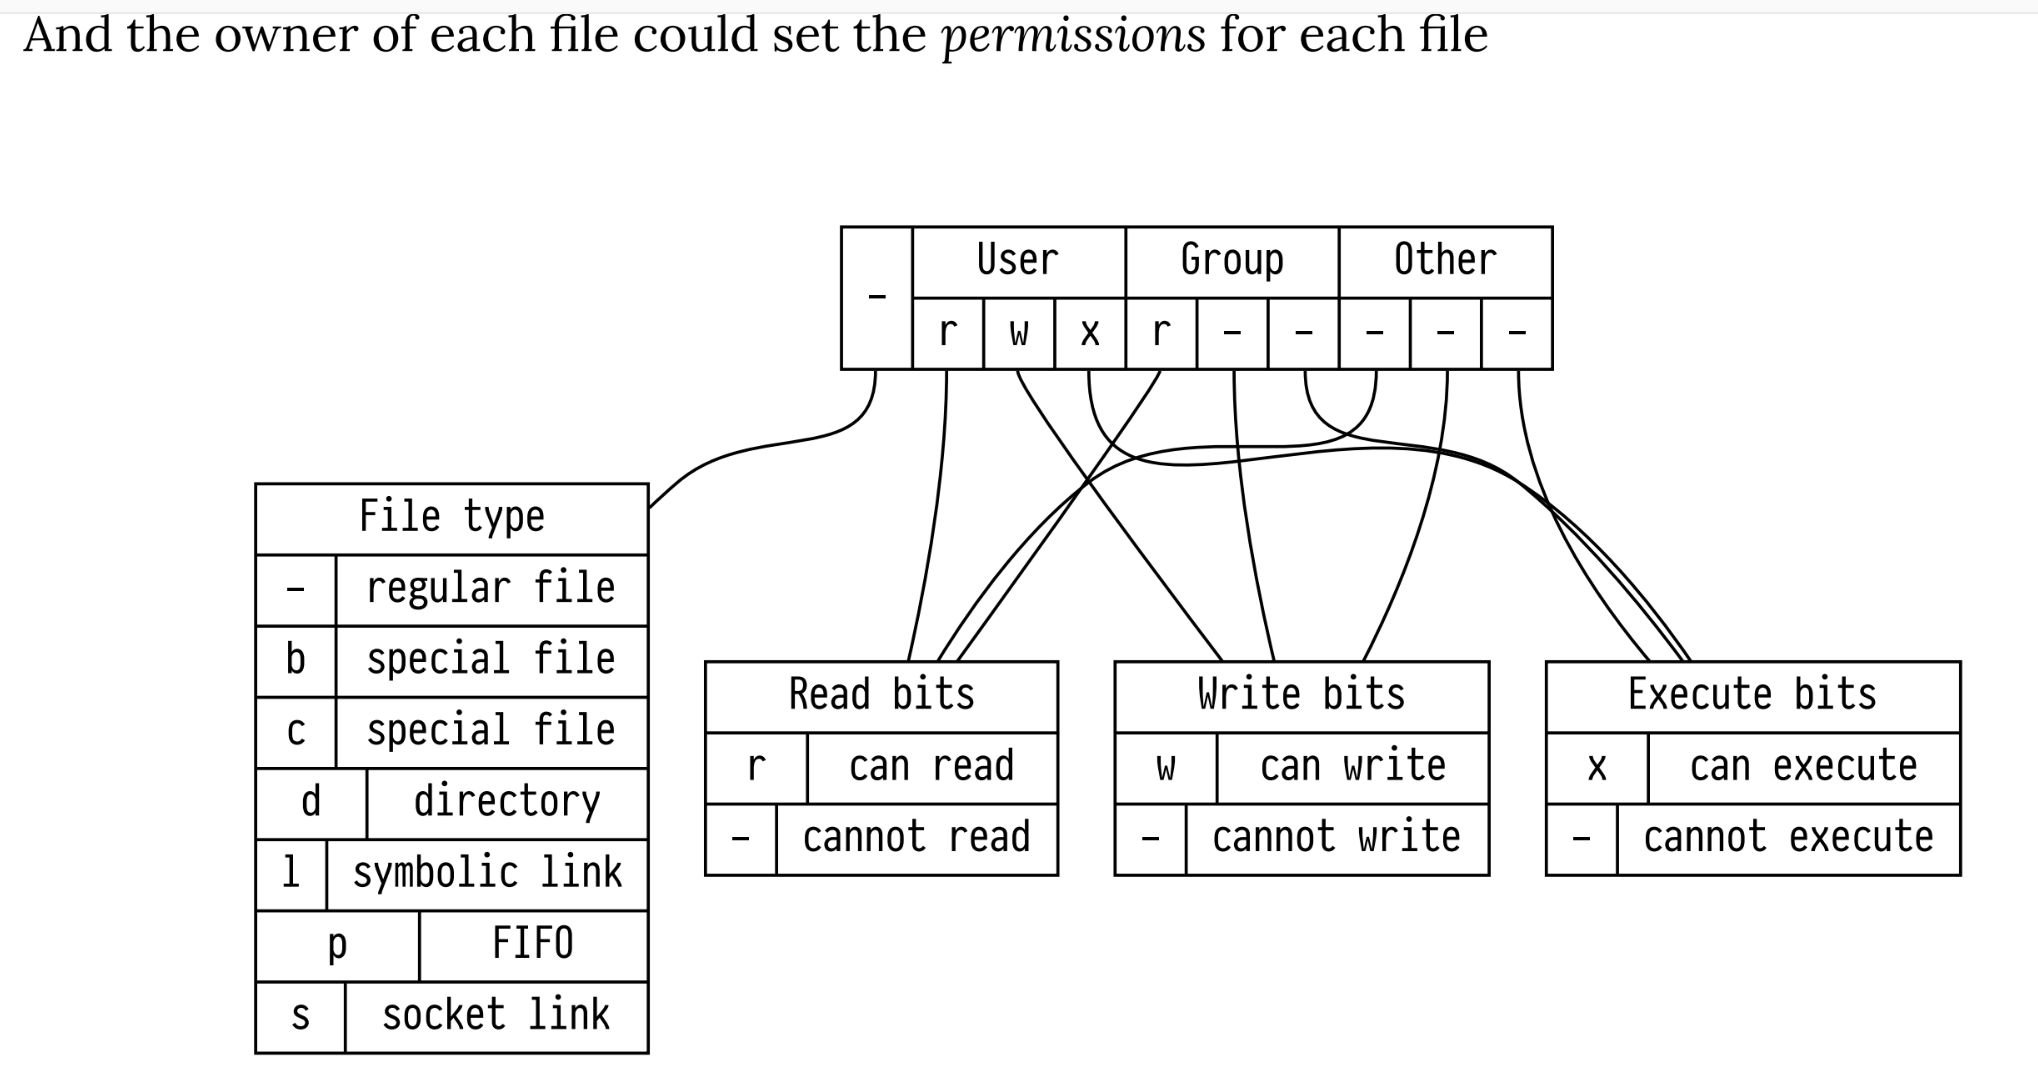 And the owner of each file could set the permissions for each file
- User Group Other
r w x r - - - - -
File type
- regular file
b special file
c special file
d directory
l symbolic link
p FIFO
s socket link
Read bits
r can read
- cannot read
Write bits
w can write
- cannot write
Execute bits
x can execute
- cannot execute